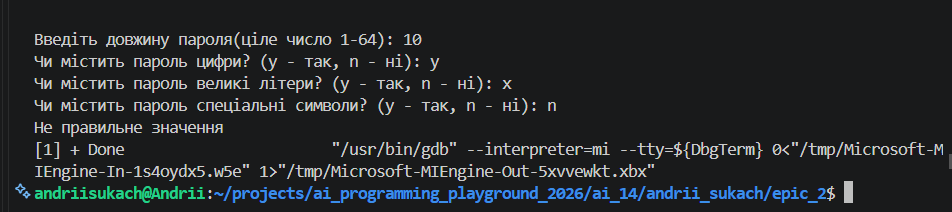 Введіть довжину пароля(ціле число 1-64): 10
Чи містить пароль цифри? (y - так, n - ні): y
Чи містить пароль великі літери? (y - так, n - ні): x
Чи містить пароль спеціальні символи? (y - так, n - ні): n
Не правильне значення
[1] + Done                       "/usr/bin/gdb" --interpreter=mi --tty=${DbgTerm} 0<"/tmp/Microsoft-M
IEngine-In-1s4oydx5.w5e" 1>"/tmp/Microsoft-MIEngine-Out-5xvvewkt.xbx"
andriisukach@Andrii:~/projects/ai_programming_playground_2026/ai_14/andrii_sukach/epic_2$